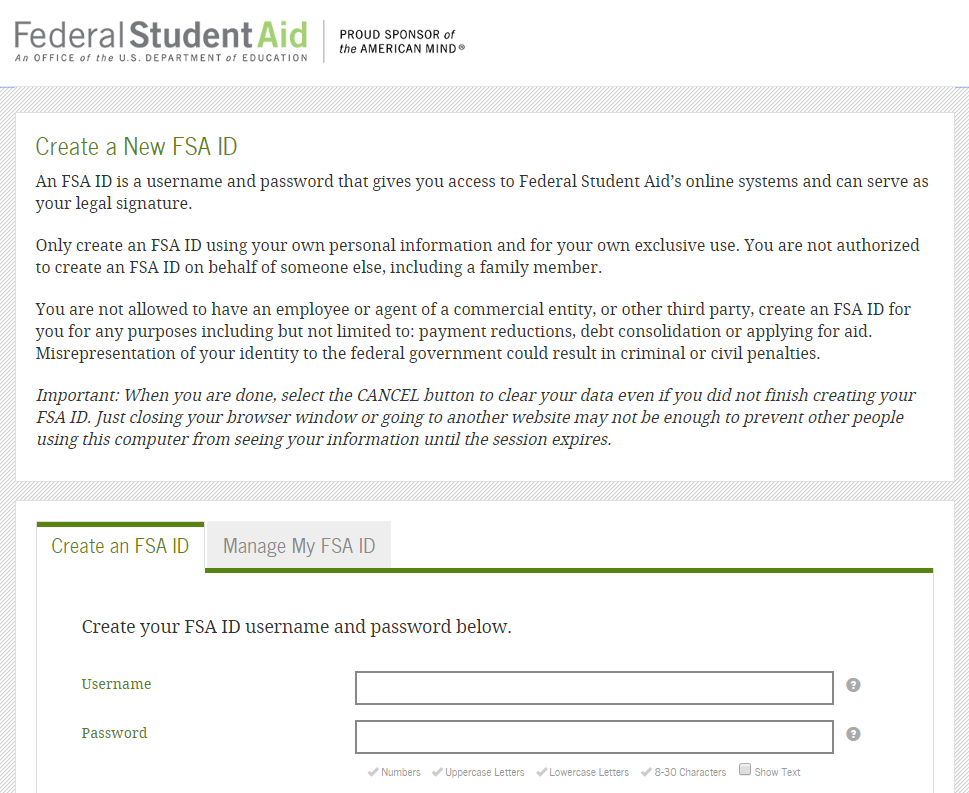 Federal Student Aid
An OFFICE of the U.S. DEPARTMENT of EDUCATION
PROUD SPONSOR of
the AMERICAN MIND®
Create a New FSA ID
An FSA ID is a username and password that gives you access to Federal Student Aid’s online systems and can serve as
your legal signature.
Only create an FSA ID using your own personal information and for your own exclusive use. You are not authorized
to create an FSA ID on behalf of someone else, including a family member.
You are not allowed to have an employee or agent of a commercial entity, or other third party, create an FSA ID for
you for any purposes including but not limited to: payment reductions, debt consolidation or applying for aid.
Misrepresentation of your identity to the federal government could result in criminal or civil penalties.
Important: When you are done, select the CANCEL button to clear your data even if you did not finish creating your
FSA ID. Just closing your browser window or going to another website may not be enough to prevent other people
using this computer from seeing your information until the session expires.
Create an FSA ID
Manage My FSA ID
Create your FSA ID username and password below.
Username
?
Password
?
Numbers Uppercase Letters Lowercase Letters 8-30 Characters Show Text